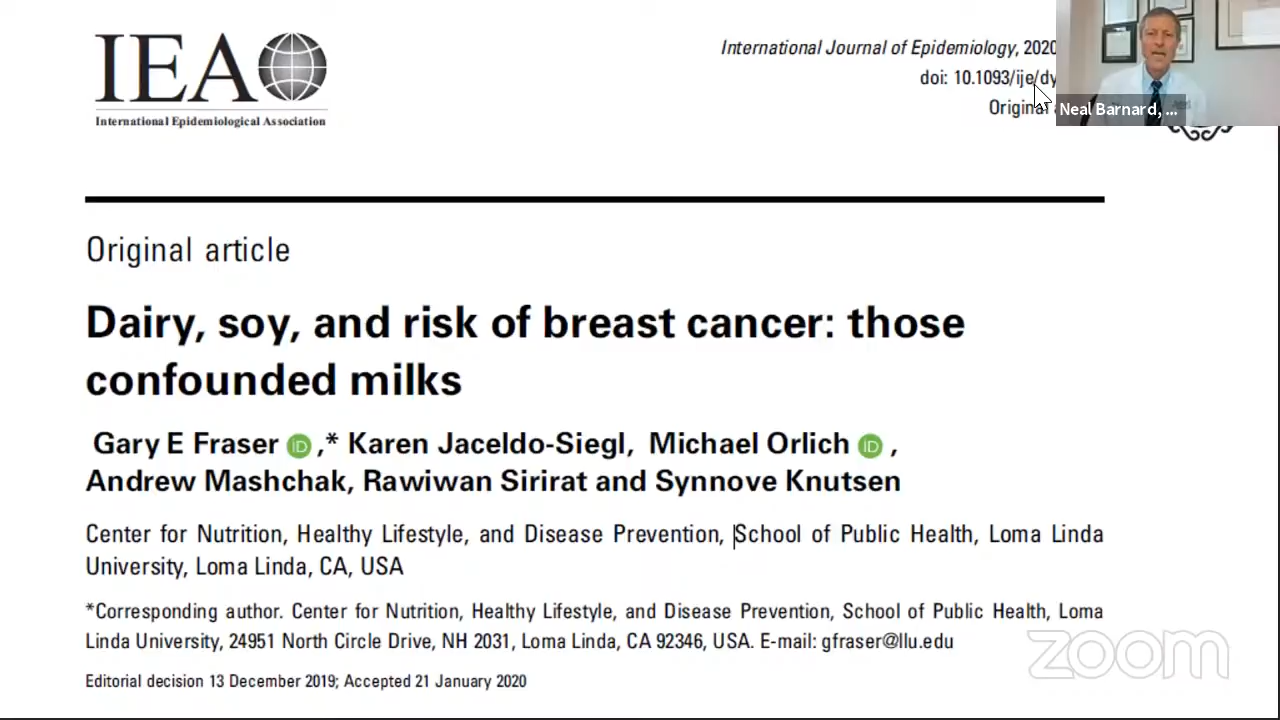 IEA
International Epidemiological Association
International Journal of Epidemiology, 2020
doi: 10.1093/ije/dy
Original
Neal Barnard, ...
Original article
Dairy, soy, and risk of breast cancer: those
confounded milks
Gary E Fraser iD ,* Karen Jaceldo-Siegl, Michael Orlich iD ,
Andrew Mashchak, Rawiwan Sirirat and Synnove Knutsen
Center for Nutrition, Healthy Lifestyle, and Disease Prevention, School of Public Health, Loma Linda
University, Loma Linda, CA, USA
*Corresponding author. Center for Nutrition, Healthy Lifestyle, and Disease Prevention, School of Public Health, Loma
Linda University, 24951 North Circle Drive, NH 2031, Loma Linda, CA 92346, USA. E-mail: gfraser@llu.edu
zoom
Editorial decision 13 December 2019; Accepted 21 January 2020